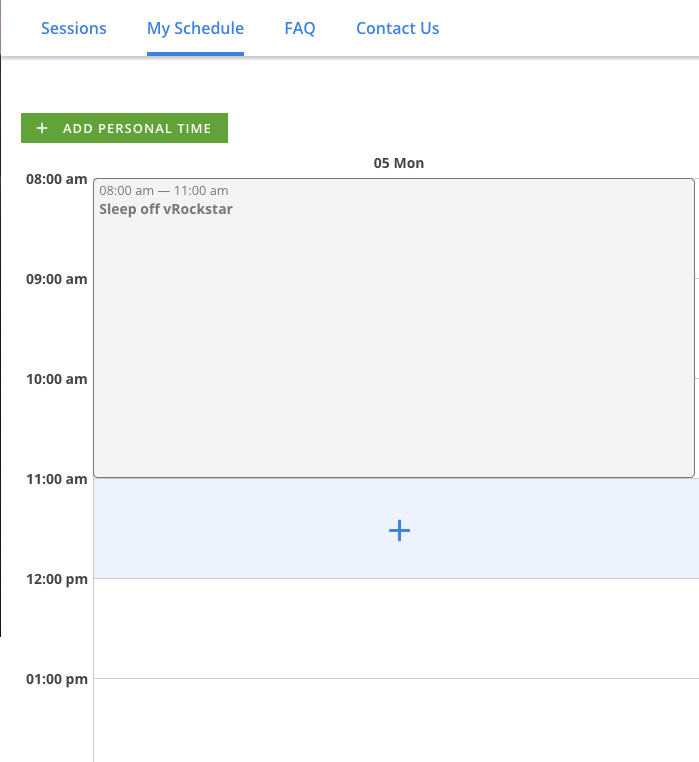 Sessions My Schedule FAQ Contact Us
+ ADD PERSONAL TIME
05 Mon
08:00 am
08:00 am — 11:00 am
Sleep off vRockstar
09:00 am
10:00 am
11:00 am
+
12:00 pm
01:00 pm